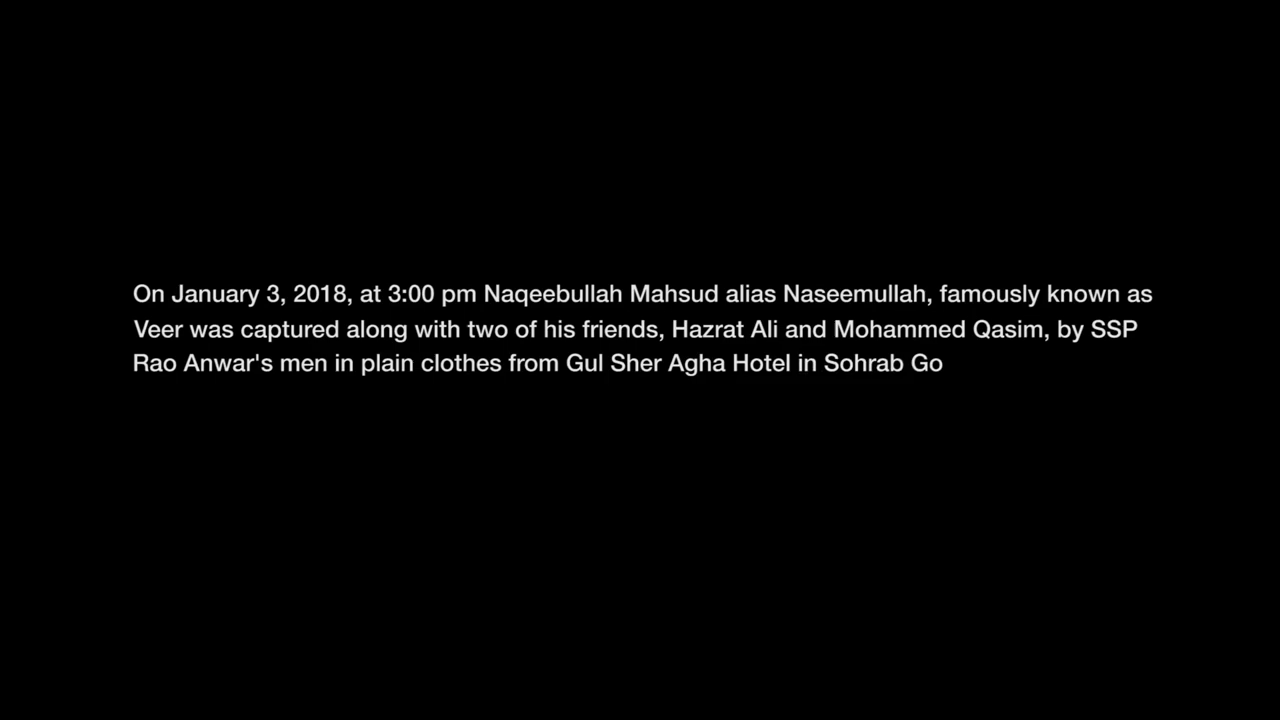 On January 3, 2018, at 3:00 pm Naqeebullah Mahsud alias Naseemullah, famously known as
Veer was captured along with two of his friends, Hazrat Ali and Mohammed Qasim, by SSP
Rao Anwar's men in plain clothes from Gul Sher Agha Hotel in Sohrab Go